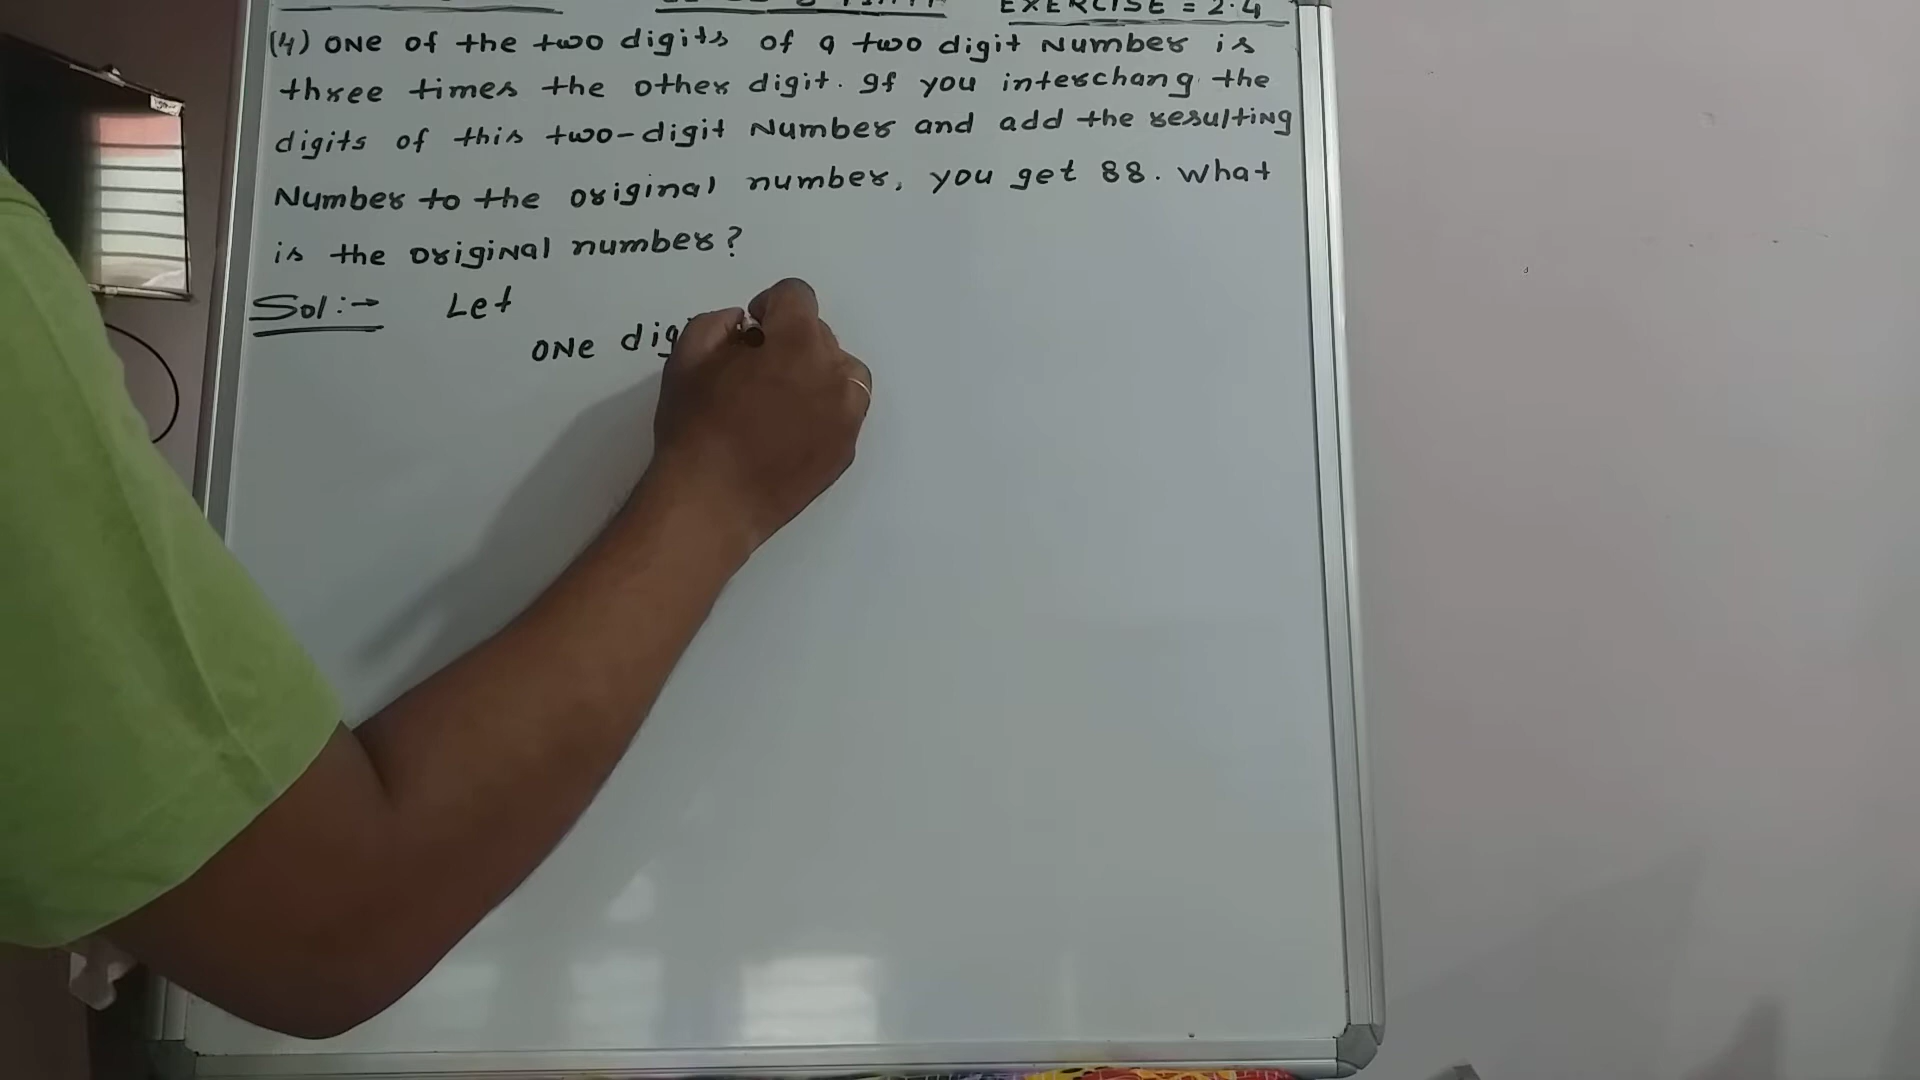 EXERCISE = 2.4
(4) ONE of the two digits of a two digit Number is
three times the other digit. If you interchang the
digits of this two-digit Number and add the resulting
Number to the original number, you get 88. What
is the original number?
Sol:→ Let
ONE dig